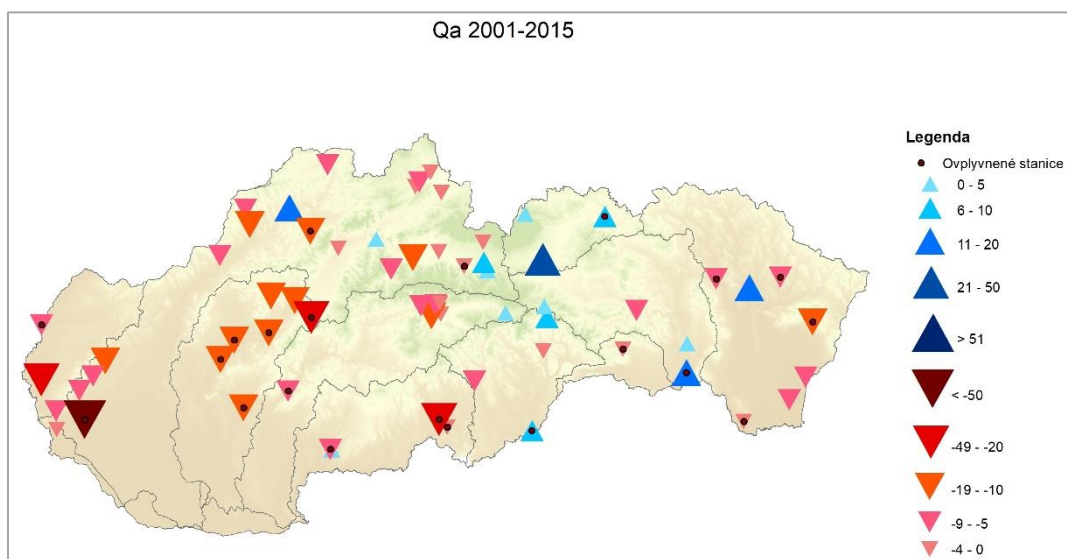 Qa 2001-2015
Legenda
Ovplyvnené stanice
0 - 5
6 - 10
11 - 20
21 - 50
> 51
< -50
-49 - -20
-19 - -10
-9 - -5
-4 - 0